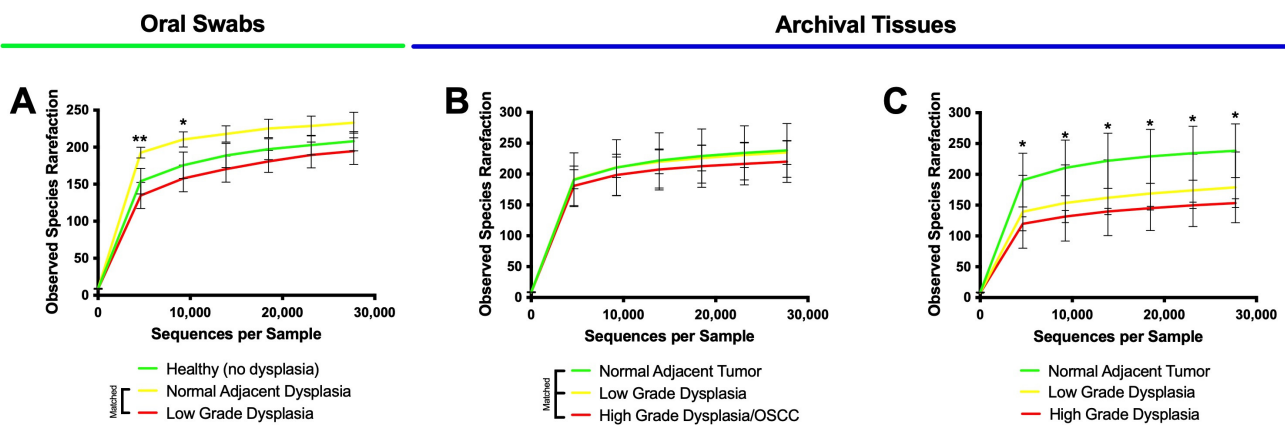 Oral Swabs
Archival Tissues
A
Observed Species Rarefaction
250
200
150
100
50
0
** *
0 10,000 20,000 30,000
Sequences per Sample
Healthy (no dysplasia)
Matched
Normal Adjacent Dysplasia
Low Grade Dysplasia
B
Observed Species Rarefaction
300
250
200
150
100
50
0
0 10,000 20,000 30,000
Sequences per Sample
Matched
Normal Adjacent Tumor
Low Grade Dysplasia
High Grade Dysplasia/OSCC
C
Observed Species Rarefaction
300
250
200
150
100
50
0
* * * * * *
0 10,000 20,000 30,000
Sequences per Sample
Normal Adjacent Tumor
Low Grade Dysplasia
High Grade Dysplasia